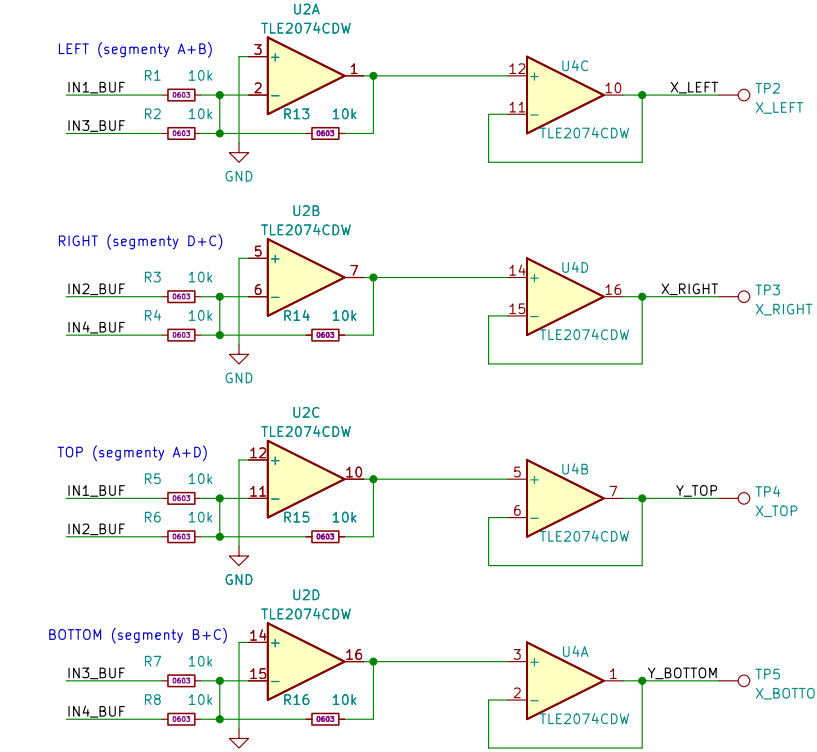 U2A
TLE2074CDW
LEFT (segmenty A+B)
3
+
1
R1 10k
IN1_BUF
0603
2
−
R2 10k
IN3_BUF
0603
R13 10k
0603
GND
U4C
12
+
10
11
−
TLE2074CDW
X_LEFT
TP2
X_LEFT
U2B
TLE2074CDW
RIGHT (segmenty D+C)
5
+
7
R3 10k
IN2_BUF
0603
6
−
R4 10k
IN4_BUF
0603
R14 10k
0603
GND
U4D
14
+
16
15
−
TLE2074CDW
X_RIGHT
TP3
X_RIGHT
U2C
TLE2074CDW
TOP (segmenty A+D)
12
+
10
R5 10k
IN1_BUF
0603
11
−
R6 10k
IN2_BUF
0603
R15 10k
0603
GND
U4B
5
+
7
6
−
TLE2074CDW
Y_TOP
TP4
X_TOP
U2D
TLE2074CDW
BOTTOM (segmenty B+C)
14
+
16
R7 10k
IN3_BUF
0603
15
−
R8 10k
IN4_BUF
0603
R16 10k
0603
U4A
3
+
1
2
−
TLE2074CDW
Y_BOTTOM
TP5
X_BOTTO